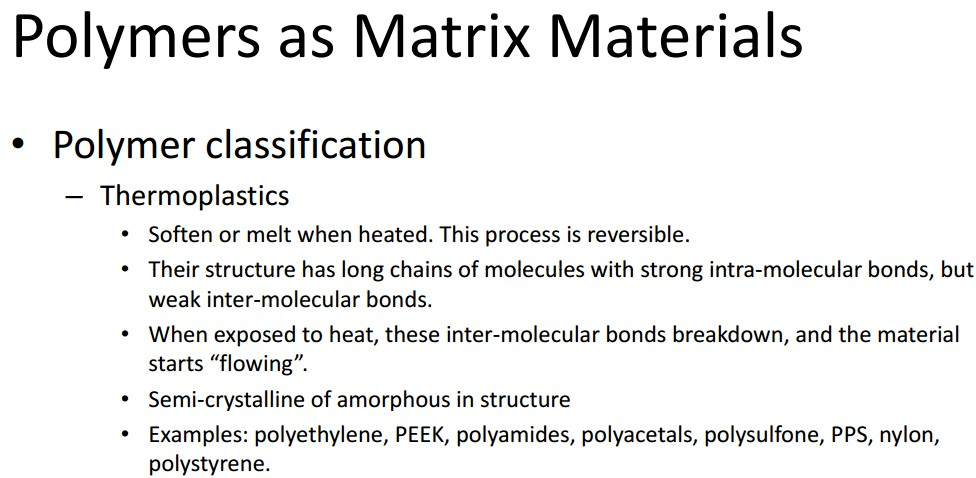 Polymers as Matrix Materials
• Polymer classification
– Thermoplastics
• Soften or melt when heated. This process is reversible.
• Their structure has long chains of molecules with strong intra-molecular bonds, but
weak inter-molecular bonds.
• When exposed to heat, these inter-molecular bonds breakdown, and the material
starts “flowing”.
• Semi-crystalline of amorphous in structure
• Examples: polyethylene, PEEK, polyamides, polyacetals, polysulfone, PPS, nylon,
polystyrene.